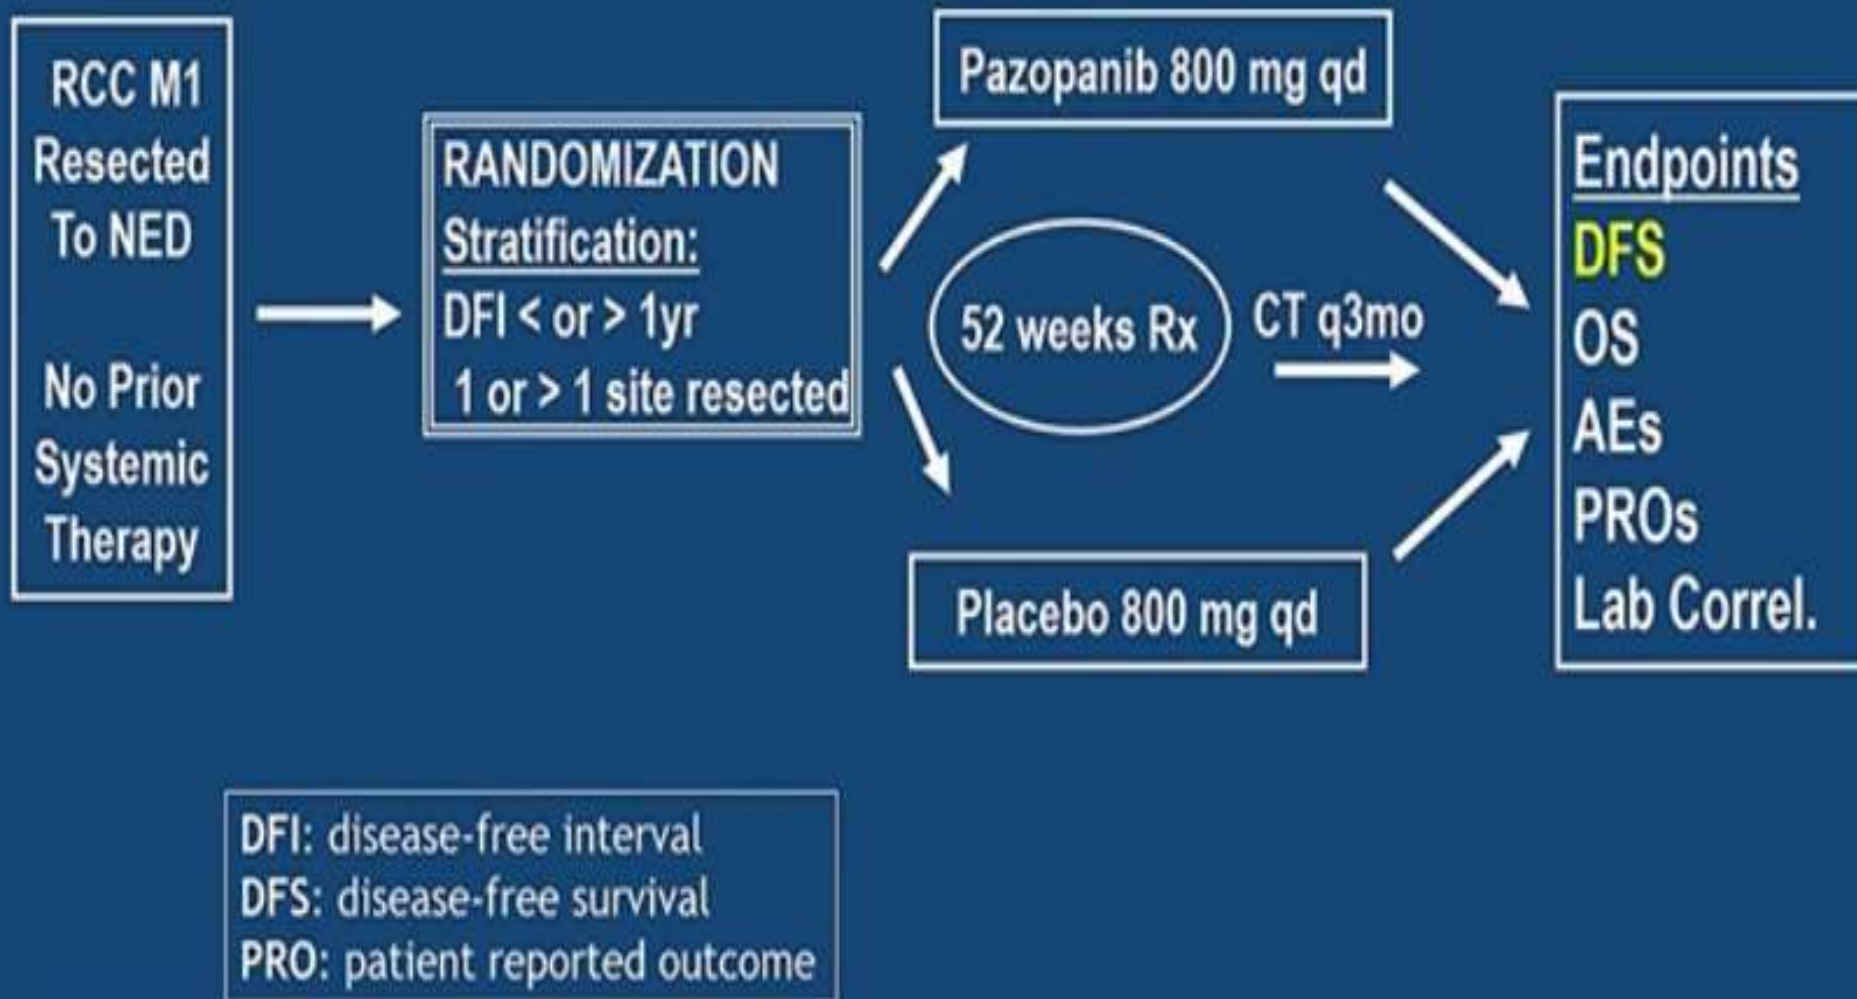 RCC M1
Resected
To NED
No Prior
Systemic
Therapy
RANDOMIZATION
Stratification:
DFI < or > 1yr
1 or > 1 site resected
Pazopanib 800 mg qd
52 weeks Rx
CT q3mo
Placebo 800 mg qd
Endpoints
DFS
OS
AEs
PROs
Lab Correl.
DFI: disease-free interval
DFS: disease-free survival
PRO: patient reported outcome